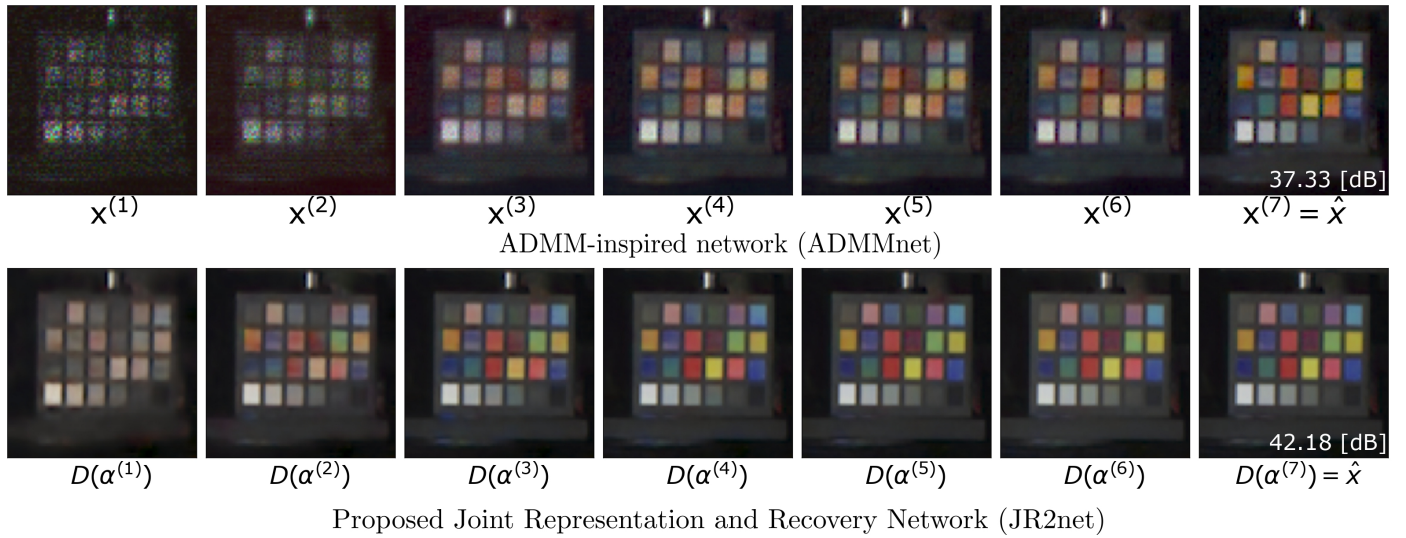 37.33 [dB]
x⁽¹⁾ x⁽²⁾ x⁽³⁾ x⁽⁴⁾ x⁽⁵⁾ x⁽⁶⁾ x⁽⁷⁾ = x̂
ADMM-inspired network (ADMMnet)
42.18 [dB]
D(α⁽¹⁾) D(α⁽²⁾) D(α⁽³⁾) D(α⁽⁴⁾) D(α⁽⁵⁾) D(α⁽⁶⁾) D(α⁽⁷⁾) = x̂
Proposed Joint Representation and Recovery Network (JR2net)